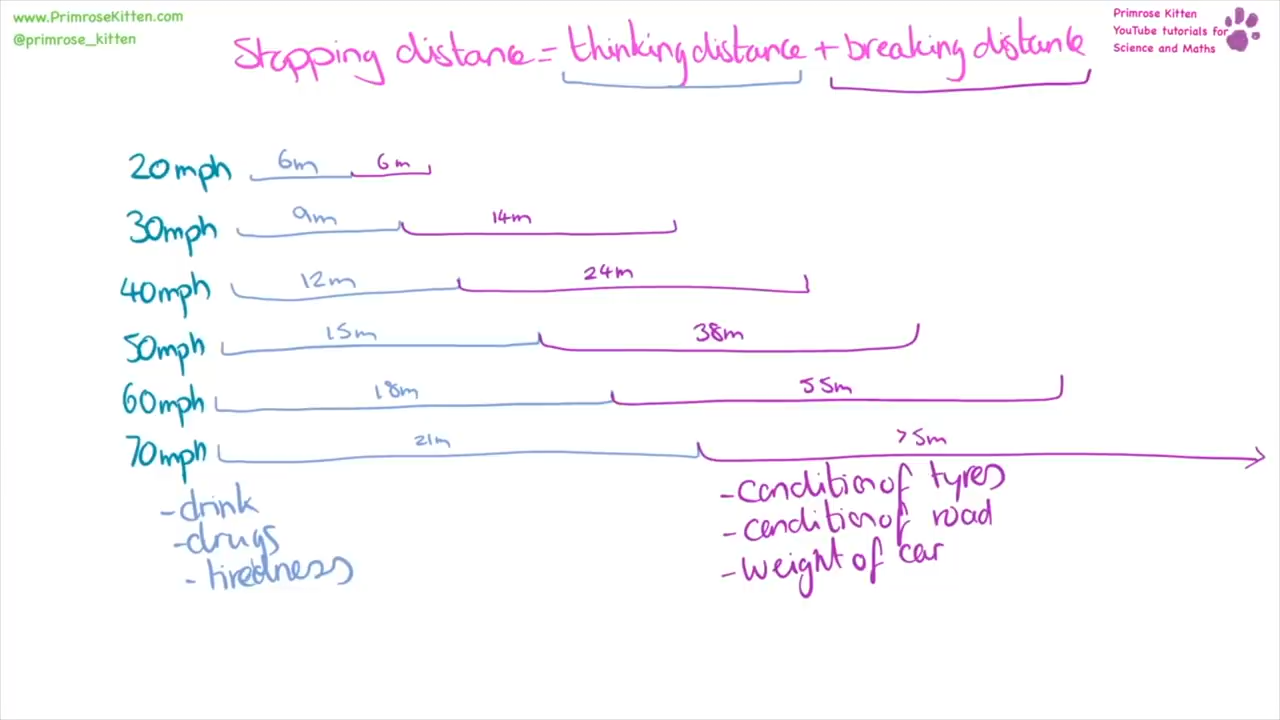 www.PrimroseKitten.com
@primrose_kitten
Primrose Kitten
YouTube tutorials for
Science and Maths
Stopping distance = thinking distance + breaking distance
20mph 6m 6m
30mph 9m 14m
40mph 12m 24m
50mph 15m 38m
60mph 18m 55m
70mph 21m 75m
- drink
- drugs
- tiredness
- condition of tyres
- condition of road
- weight of car